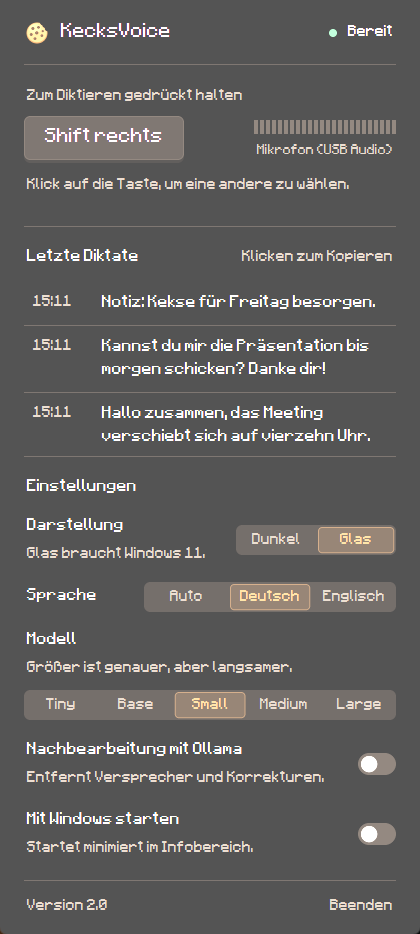 KecksVoice
Bereit
Zum Diktieren gedrückt halten
Shift rechts
Mikrofon (USB Audio)
Klick auf die Taste, um eine andere zu wählen.
Letzte Diktate
Klicken zum Kopieren
15:11 Notiz: Kekse für Freitag besorgen.
15:11 Kannst du mir die Präsentation bis
morgen schicken? Danke dir!
15:11 Hallo zusammen, das Meeting
verschiebt sich auf vierzehn Uhr.
Einstellungen
Darstellung
Glas braucht Windows 11.
Dunkel Glas
Sprache
Auto Deutsch Englisch
Modell
Größer ist genauer, aber langsamer.
Tiny Base Small Medium Large
Nachbearbeitung mit Ollama
Entfernt Versprecher und Korrekturen.
Mit Windows starten
Startet minimiert im Infobereich.
Version 2.0
Beenden